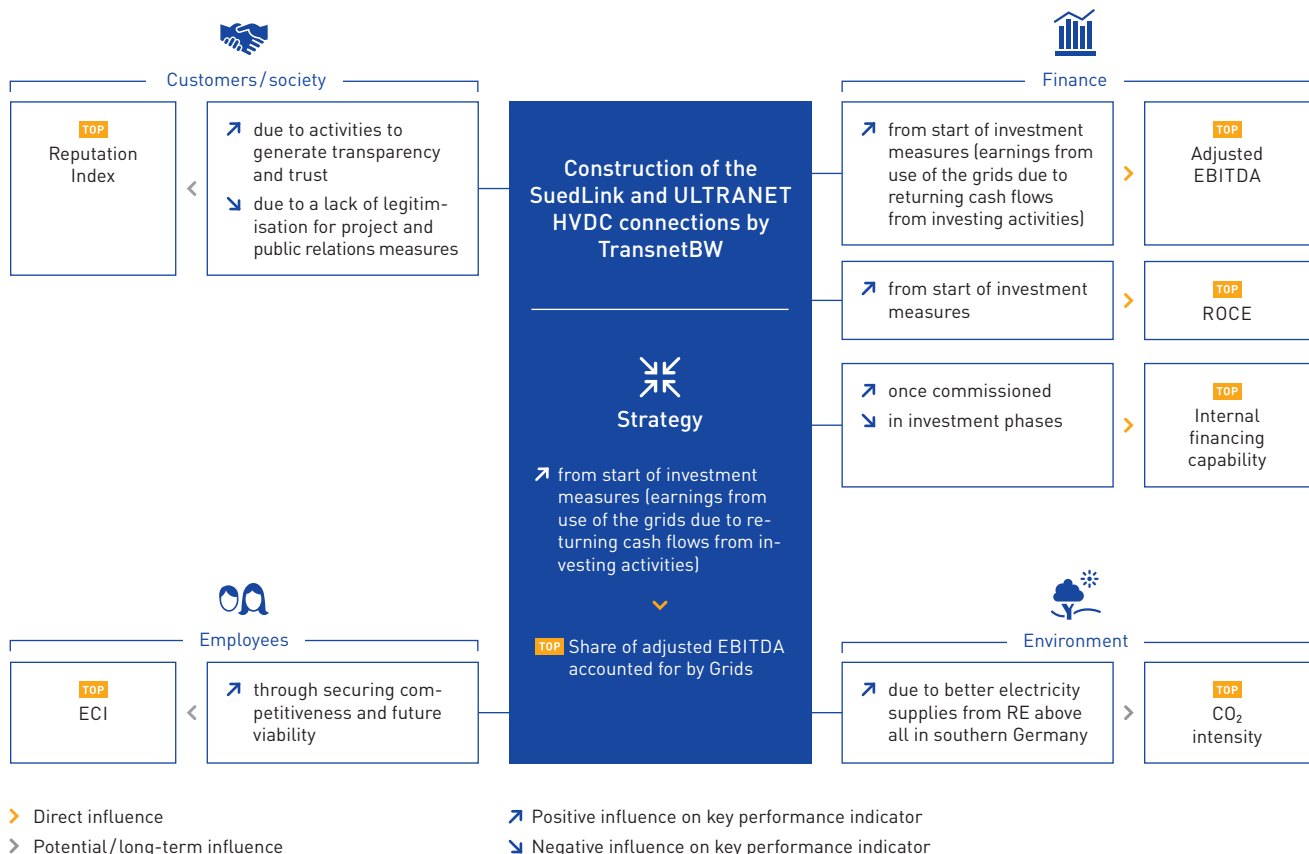 Customers/society
TOP
Reputation
Index
due to activities to
generate transparency
and trust
due to a lack of legitim-
isation for project and
public relations measures
Employees
TOP
ECI
through securing com-
petitiveness and future
viability
Construction of the
SuedLink and ULTRANET
HVDC connections by
TransnetBW
Strategy
from start of investment
measures (earnings from
use of the grids due to re-
turning cash flows from in-
vesting activities)
TOP Share of adjusted EBITDA
accounted for by Grids
Finance
from start of investment
measures (earnings from
use of the grids due to
returning cash flows
from investing activities)
TOP
Adjusted
EBITDA
from start of investment
measures
TOP
ROCE
once commissioned
in investment phases
TOP
Internal
financing
capability
Environment
due to better electricity
supplies from RE above
all in southern Germany
TOP
CO₂
intensity
Direct influence
Potential/long-term influence
Positive influence on key performance indicator
Negative influence on key performance indicator